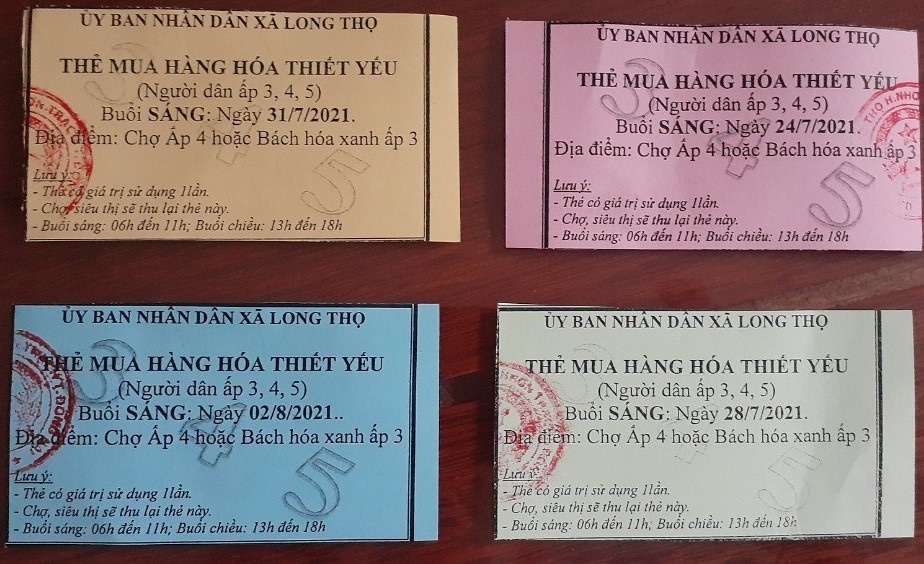 ỦY BAN NHÂN DÂN XÃ LONG THỌ
THẺ MUA HÀNG HÓA THIẾT YẾU
(Người dân ấp 3, 4, 5)
Buổi SÁNG: Ngày 31/7/2021.
Địa điểm: Chợ Ấp 4 hoặc Bách hóa xanh ấp 3
Lưu ý:
- Thẻ có giá trị sử dụng 1lần.
- Chợ, siêu thị sẽ thu lại thẻ này.
- Buổi sáng: 06h đến 11h; Buổi chiều: 13h đến 18h
3
4
5
ỦY BAN NHÂN DÂN XÃ LONG THỌ
THẺ MUA HÀNG HÓA THIẾT YẾU
(Người dân ấp 3, 4, 5)
Buổi SÁNG: Ngày 24/7/2021.
Địa điểm: Chợ Ấp 4 hoặc Bách hóa xanh ấp 3
Lưu ý:
- Thẻ có giá trị sử dụng 1lần.
- Chợ, siêu thị sẽ thu lại thẻ này.
- Buổi sáng: 06h đến 11h; Buổi chiều: 13h đến 18h
3
4
5
THỌ H.NHƠ
ỦY BAN NHÂN DÂN XÃ LONG THỌ
THẺ MUA HÀNG HÓA THIẾT YẾU
(Người dân ấp 3, 4, 5)
Buổi SÁNG: Ngày 02/8/2021..
Địa điểm: Chợ Ấp 4 hoặc Bách hóa xanh ấp 3
Lưu ý:
- Thẻ có giá trị sử dụng 1lần.
- Chợ, siêu thị sẽ thu lại thẻ này.
- Buổi sáng: 06h đến 11h; Buổi chiều: 13h đến 18h
3
4
5
ỦY BAN NHÂN DÂN XÃ LONG THỌ
THẺ MUA HÀNG HÓA THIẾT YẾU
(Người dân ấp 3, 4, 5)
Buổi SÁNG: Ngày 28/7/2021.
Địa điểm: Chợ Ấp 4 hoặc Bách hóa xanh ấp 3
Lưu ý:
- Thẻ có giá trị sử dụng 1lần.
- Chợ, siêu thị sẽ thu lại thẻ này.
- Buổi sáng: 06h đến 11h; Buổi chiều: 13h đến 18h
5